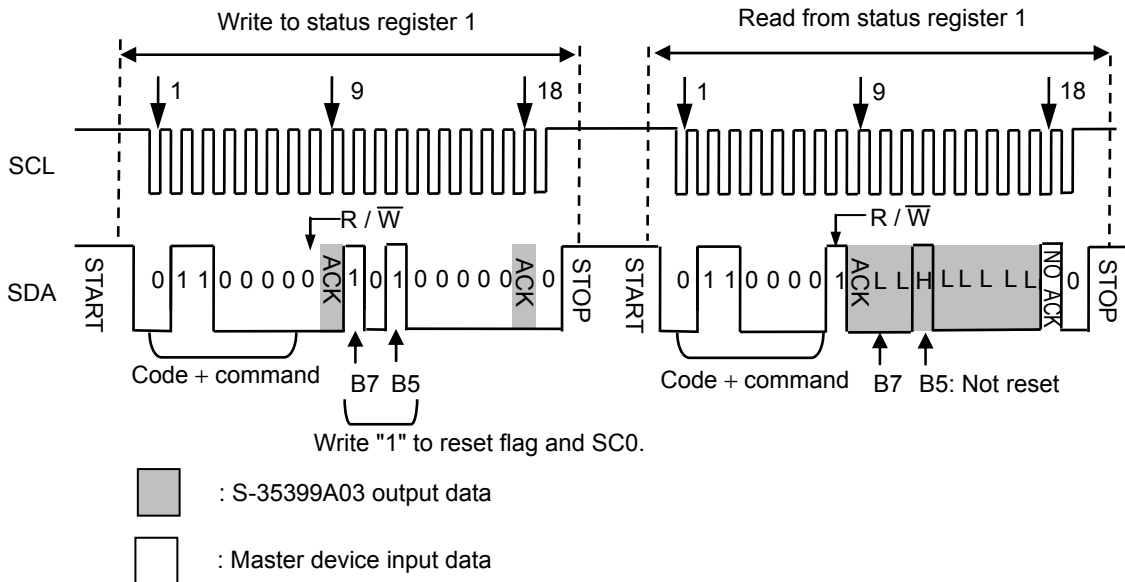 Write to status register 1
Read from status register 1
1 9 18
1 9 18
SCL
R / W̅
R / W̅
SDA
START 0 1 1 0 0 0 0 0 ACK 1 0 1 0 0 0 0 0 ACK 0 STOP
START 0 1 1 0 0 0 0 1 ACK L L H L L L L L NO ACK 0 STOP
Code + command
B7 B5
Code + command
B7 B5: Not reset
Write "1" to reset flag and SC0.
: S-35399A03 output data
: Master device input data